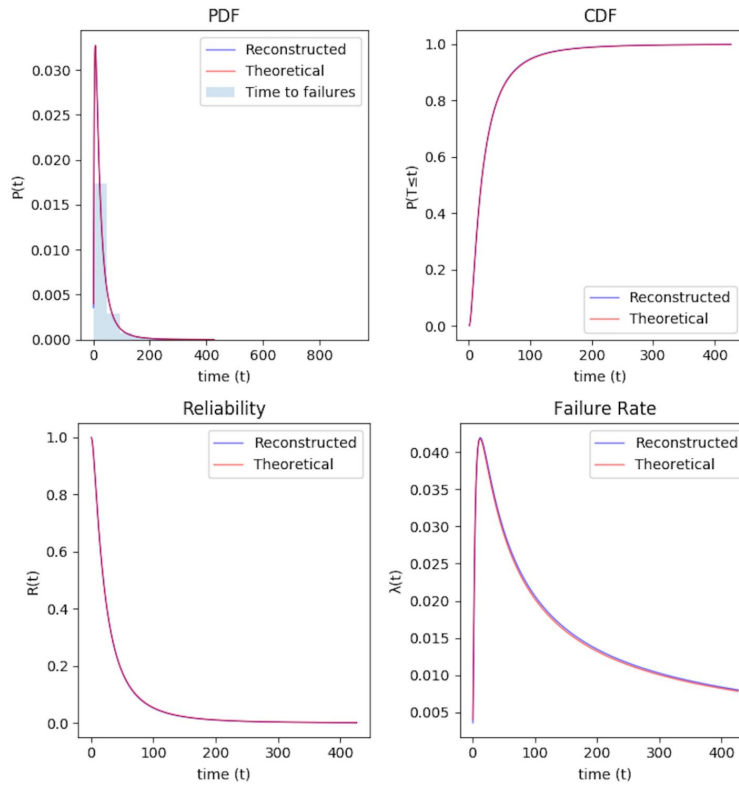 PDF
Reconstructed
Theoretical
Time to failures
0.030
0.025
0.020
0.015
0.010
0.005
0.000
P(t)
0 200 400 600 800
time (t)
CDF
1.0
0.8
0.6
0.4
0.2
0.0
P(T≤t)
Reconstructed
Theoretical
0 100 200 300 400
time (t)
Reliability
Reconstructed
Theoretical
1.0
0.8
0.6
0.4
0.2
0.0
R(t)
0 100 200 300 400
time (t)
Failure Rate
Reconstructed
Theoretical
0.040
0.035
0.030
0.025
0.020
0.015
0.010
0.005
λ(t)
0 100 200 300 400
time (t)